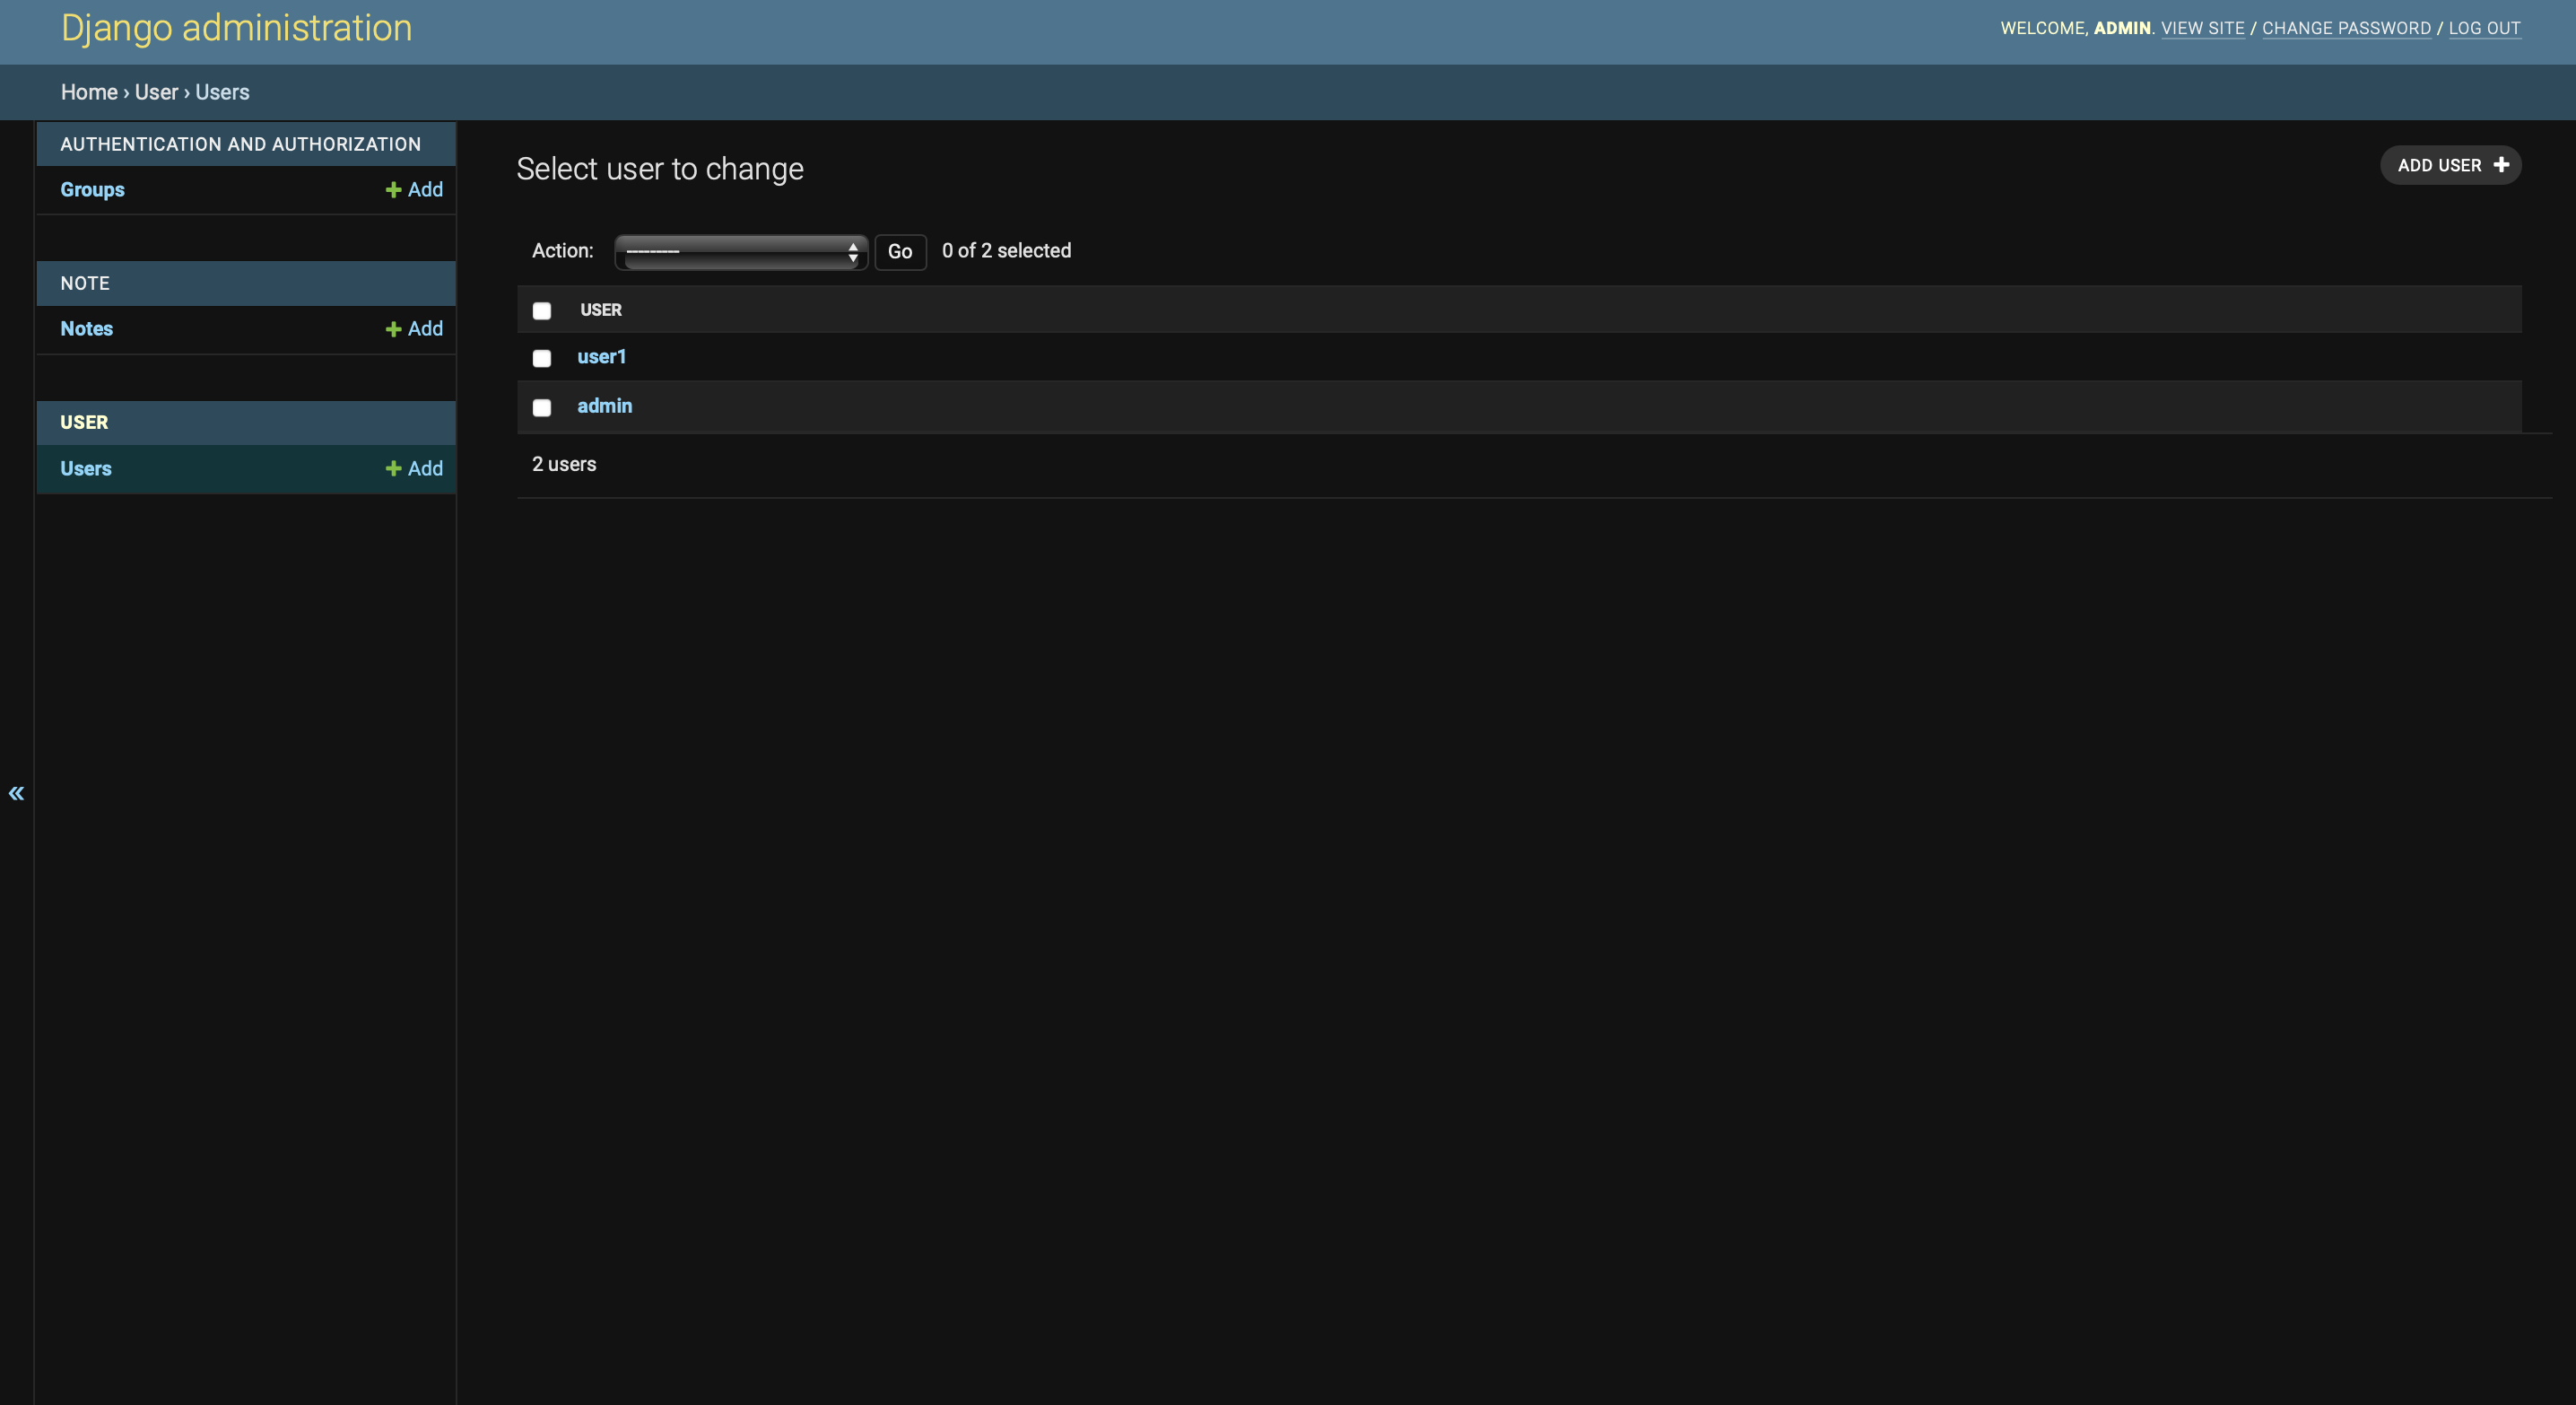 Django administration
WELCOME, ADMIN. VIEW SITE / CHANGE PASSWORD / LOG OUT
Home › User › Users
AUTHENTICATION AND AUTHORIZATION
Groups + Add
NOTE
Notes + Add
USER
Users + Add
«
Select user to change
ADD USER +
Action: --------- Go 0 of 2 selected
USER
user1
admin
2 users